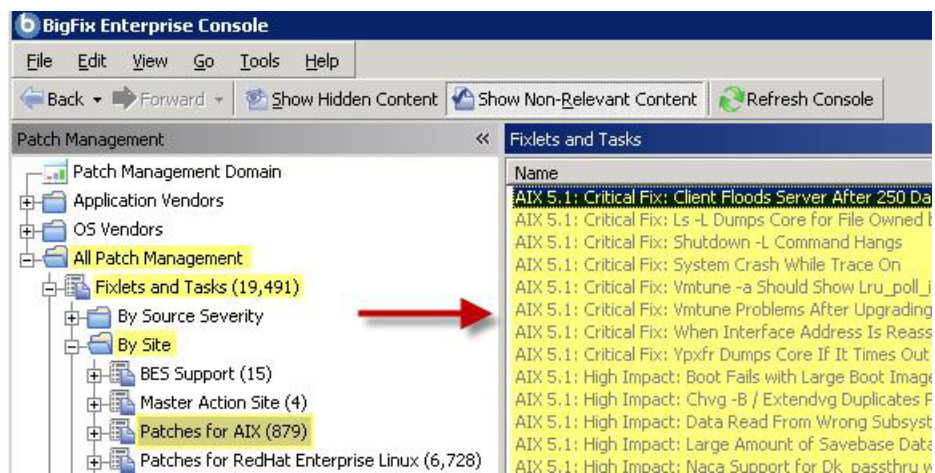 BigFix Enterprise Console
File Edit View Go Tools Help
Back Forward Show Hidden Content Show Non-Relevant Content Refresh Console
Patch Management «
Patch Management Domain
Application Vendors
OS Vendors
All Patch Management
Fixlets and Tasks (19,491)
By Source Severity
By Site
BES Support (15)
Master Action Site (4)
Patches for AIX (879)
Patches for RedHat Enterprise Linux (6,728)
Fixlets and Tasks
Name
AIX 5.1: Critical Fix: Client Floods Server After 250 Da
AIX 5.1: Critical Fix: Ls -L Dumps Core for File Owned b
AIX 5.1: Critical Fix: Shutdown -L Command Hangs
AIX 5.1: Critical Fix: System Crash While Trace On
AIX 5.1: Critical Fix: Vmtune -a Should Show Lru_poll_i
AIX 5.1: Critical Fix: Vmtune Problems After Upgrading
AIX 5.1: Critical Fix: When Interface Address Is Reass
AIX 5.1: Critical Fix: Ypxfr Dumps Core If It Times Out
AIX 5.1: High Impact: Boot Fails with Large Boot Image
AIX 5.1: High Impact: Chvg -B / Extendvg Duplicates P
AIX 5.1: High Impact: Data Read From Wrong Subsyst
AIX 5.1: High Impact: Large Amount of Savebase Data
AIX 5.1: High Impact: Naca Support for Dk_passthru w